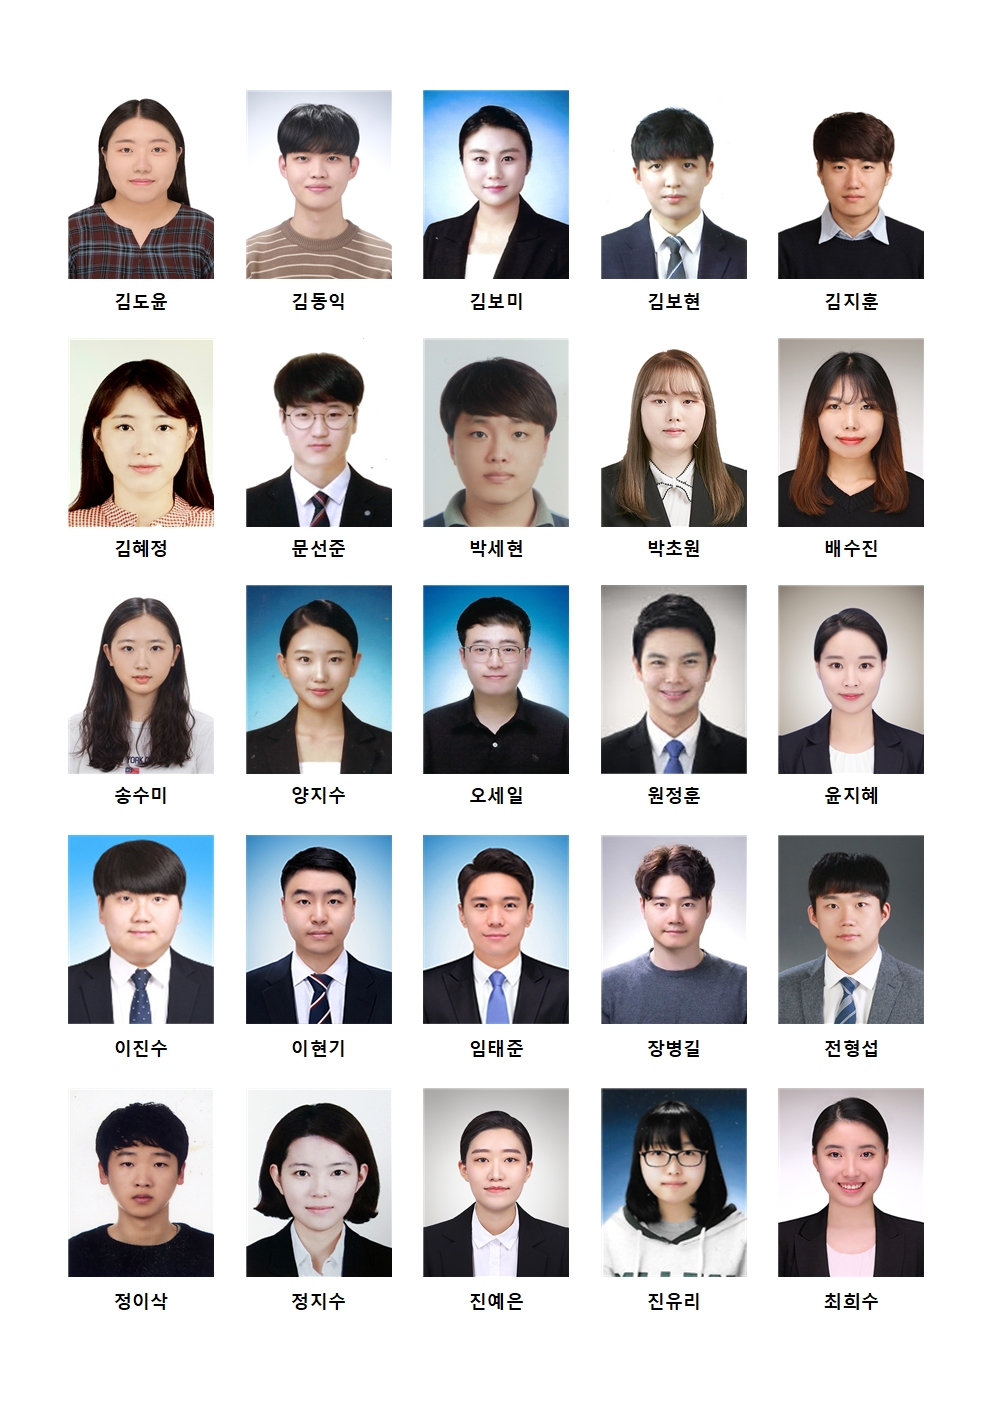 김도윤 김동익 김보미 김보현 김지훈
김혜정 문선준 박세현 박초원 배수진
YORK
송수미 양지수 오세일 원정훈 윤지혜
이진수 이현기 임태준 장병길 전형섭
정이삭 정지수 진예은 진유리 최희수